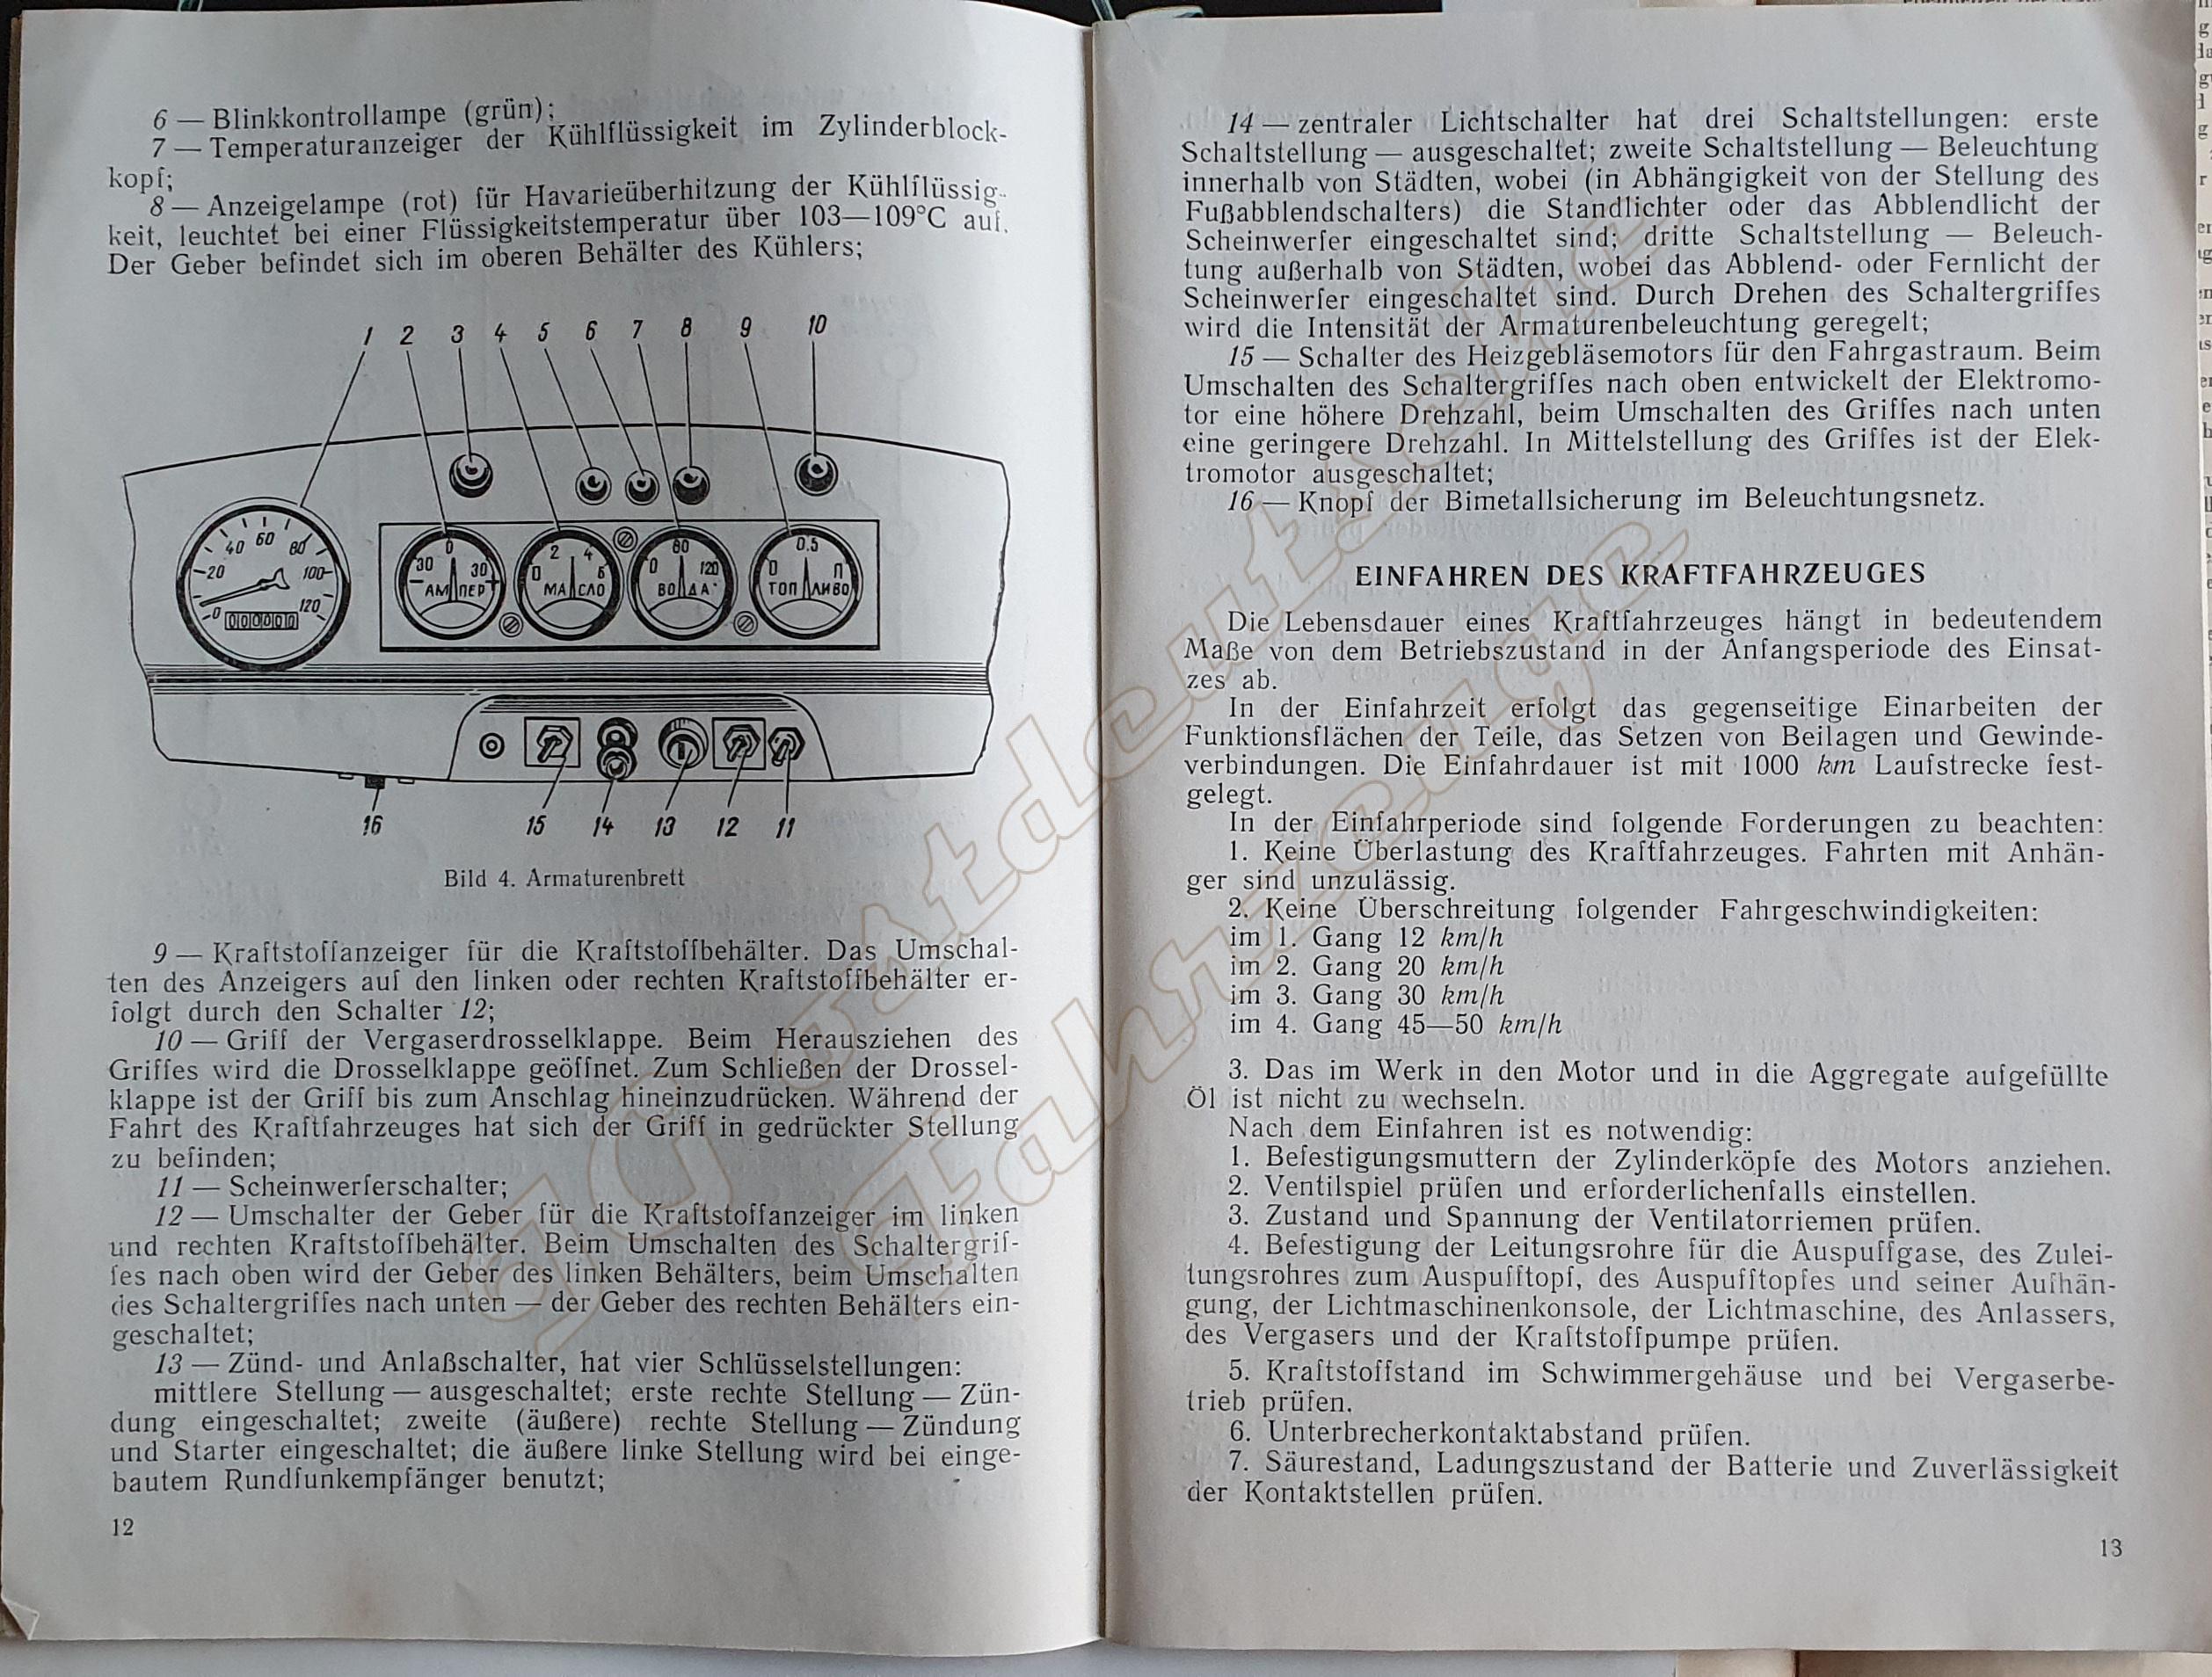 6 — Blinkkontrollampe (grün);
7 — Temperaturanzeiger der Kühlflüssigkeit im Zylinderblock-
kopf;
8 — Anzeigelampe (rot) für Havarieüberhitzung der Kühlflüssig-
keit, leuchtet bei einer Flüssigkeitstemperatur über 103—109°C auf.
Der Geber befindet sich im oberen Behälter des Kühlers;
1 2 3 4 5 6 7 8 9 10
0 20 40 60 80 100 120
000000
30 0 30
– АМПЕР +
0 2 4 6
МАСЛО
0 80 120
ВОДА°
0 0.5 П
ТОПЛИВО
16 15 14 13 12 11
Bild 4. Armaturenbrett
9 — Kraftstoffanzeiger für die Kraftstoffbehälter. Das Umschal-
ten des Anzeigers auf den linken oder rechten Kraftstoffbehälter er-
folgt durch den Schalter 12;
10 — Griff der Vergaserdrosselklappe. Beim Herausziehen des
Griffes wird die Drosselklappe geöffnet. Zum Schließen der Drossel-
klappe ist der Griff bis zum Anschlag hineinzudrücken. Während der
Fahrt des Kraftfahrzeuges hat sich der Griff in gedrückter Stellung
zu befinden;
11 — Scheinwerferschalter;
12 — Umschalter der Geber für die Kraftstoffanzeiger im linken
und rechten Kraftstoffbehälter. Beim Umschalten des Schaltergrif-
fes nach oben wird der Geber des linken Behälters, beim Umschalten
des Schaltergriffes nach unten — der Geber des rechten Behälters ein-
geschaltet;
13 — Zünd- und Anlaßschalter, hat vier Schlüsselstellungen:
mittlere Stellung — ausgeschaltet; erste rechte Stellung — Zün-
dung eingeschaltet; zweite (äußere) rechte Stellung — Zündung
und Starter eingeschaltet; die äußere linke Stellung wird bei einge-
bautem Rundfunkempfänger benutzt;
12
14 — zentraler Lichtschalter hat drei Schaltstellungen: erste
Schaltstellung — ausgeschaltet; zweite Schaltstellung — Beleuchtung
innerhalb von Städten, wobei (in Abhängigkeit von der Stellung des
Fußabblendschalters) die Standlichter oder das Abblendlicht der
Scheinwerfer eingeschaltet sind; dritte Schaltstellung — Beleuch-
tung außerhalb von Städten, wobei das Abblend- oder Fernlicht der
Scheinwerfer eingeschaltet sind. Durch Drehen des Schaltergriffes
wird die Intensität der Armaturenbeleuchtung geregelt;
15 — Schalter des Heizgebläsemotors für den Fahrgastraum. Beim
Umschalten des Schaltergriffes nach oben entwickelt der Elektromo-
tor eine höhere Drehzahl, beim Umschalten des Griffes nach unten
eine geringere Drehzahl. In Mittelstellung des Griffes ist der Elek-
tromotor ausgeschaltet;
16 — Knopf der Bimetallsicherung im Beleuchtungsnetz.
EINFAHREN DES KRAFTFAHRZEUGES
Die Lebensdauer eines Kraftfahrzeuges hängt in bedeutendem
Maße von dem Betriebszustand in der Anfangsperiode des Einsat-
zes ab.
In der Einfahrzeit erfolgt das gegenseitige Einarbeiten der
Funktionsflächen der Teile, das Setzen von Beilagen und Gewinde-
verbindungen. Die Einfahrdauer ist mit 1000 km Laufstrecke fest-
gelegt.
In der Einfahrperiode sind folgende Forderungen zu beachten:
1. Keine Überlastung des Kraftfahrzeuges. Fahrten mit Anhän-
ger sind unzulässig.
2. Keine Überschreitung folgender Fahrgeschwindigkeiten:
im 1. Gang 12 km/h
im 2. Gang 20 km/h
im 3. Gang 30 km/h
im 4. Gang 45—50 km/h
3. Das im Werk in den Motor und in die Aggregate aufgefüllte
Öl ist nicht zu wechseln.
Nach dem Einfahren ist es notwendig:
1. Befestigungsmuttern der Zylinderköpfe des Motors anziehen.
2. Ventilspiel prüfen und erforderlichenfalls einstellen.
3. Zustand und Spannung der Ventilatorriemen prüfen.
4. Befestigung der Leitungsrohre für die Auspuffgase, des Zulei-
tungsrohres zum Auspufftopf, des Auspufftopfes und seiner Aufhän-
gung, der Lichtmaschinenkonsole, der Lichtmaschine, des Anlassers,
des Vergasers und der Kraftstoffpumpe prüfen.
5. Kraftstoffstand im Schwimmergehäuse und bei Vergaserbe-
trieb prüfen.
6. Unterbrecherkontaktabstand prüfen.
7. Säurestand, Ladungszustand der Batterie und Zuverlässigkeit
der Kontaktstellen prüfen.
13
IG Ostdeutsche
Fahrzeuge